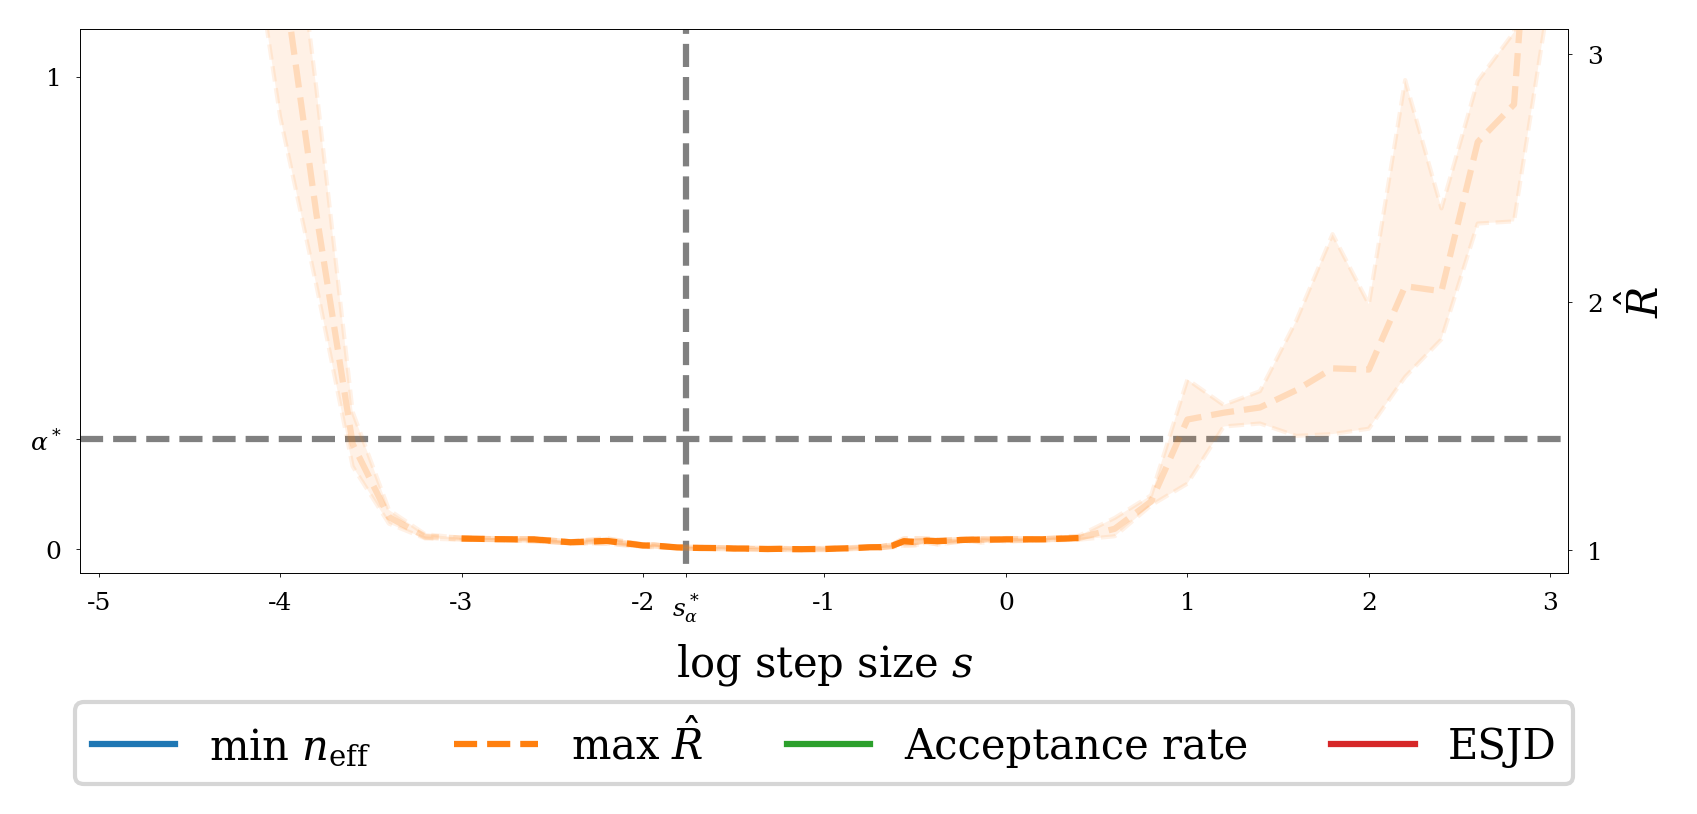 1
α*
0
3
2
1
R̂
-5 -4 -3 -2 s*α -1 0 1 2 3
log step size s
min neff max R̂ Acceptance rate ESJD